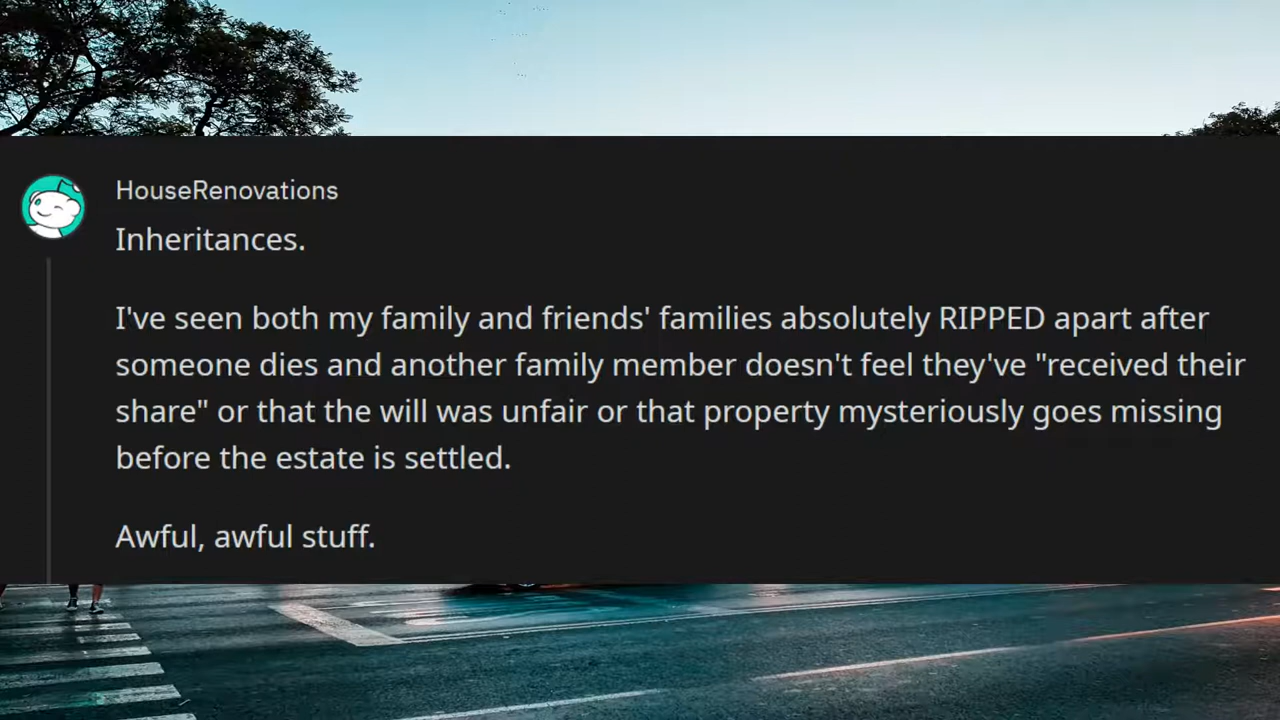 HouseRenovations
Inheritances.
I've seen both my family and friends' families absolutely RIPPED apart after
someone dies and another family member doesn't feel they've "received their
share" or that the will was unfair or that property mysteriously goes missing
before the estate is settled.
Awful, awful stuff.